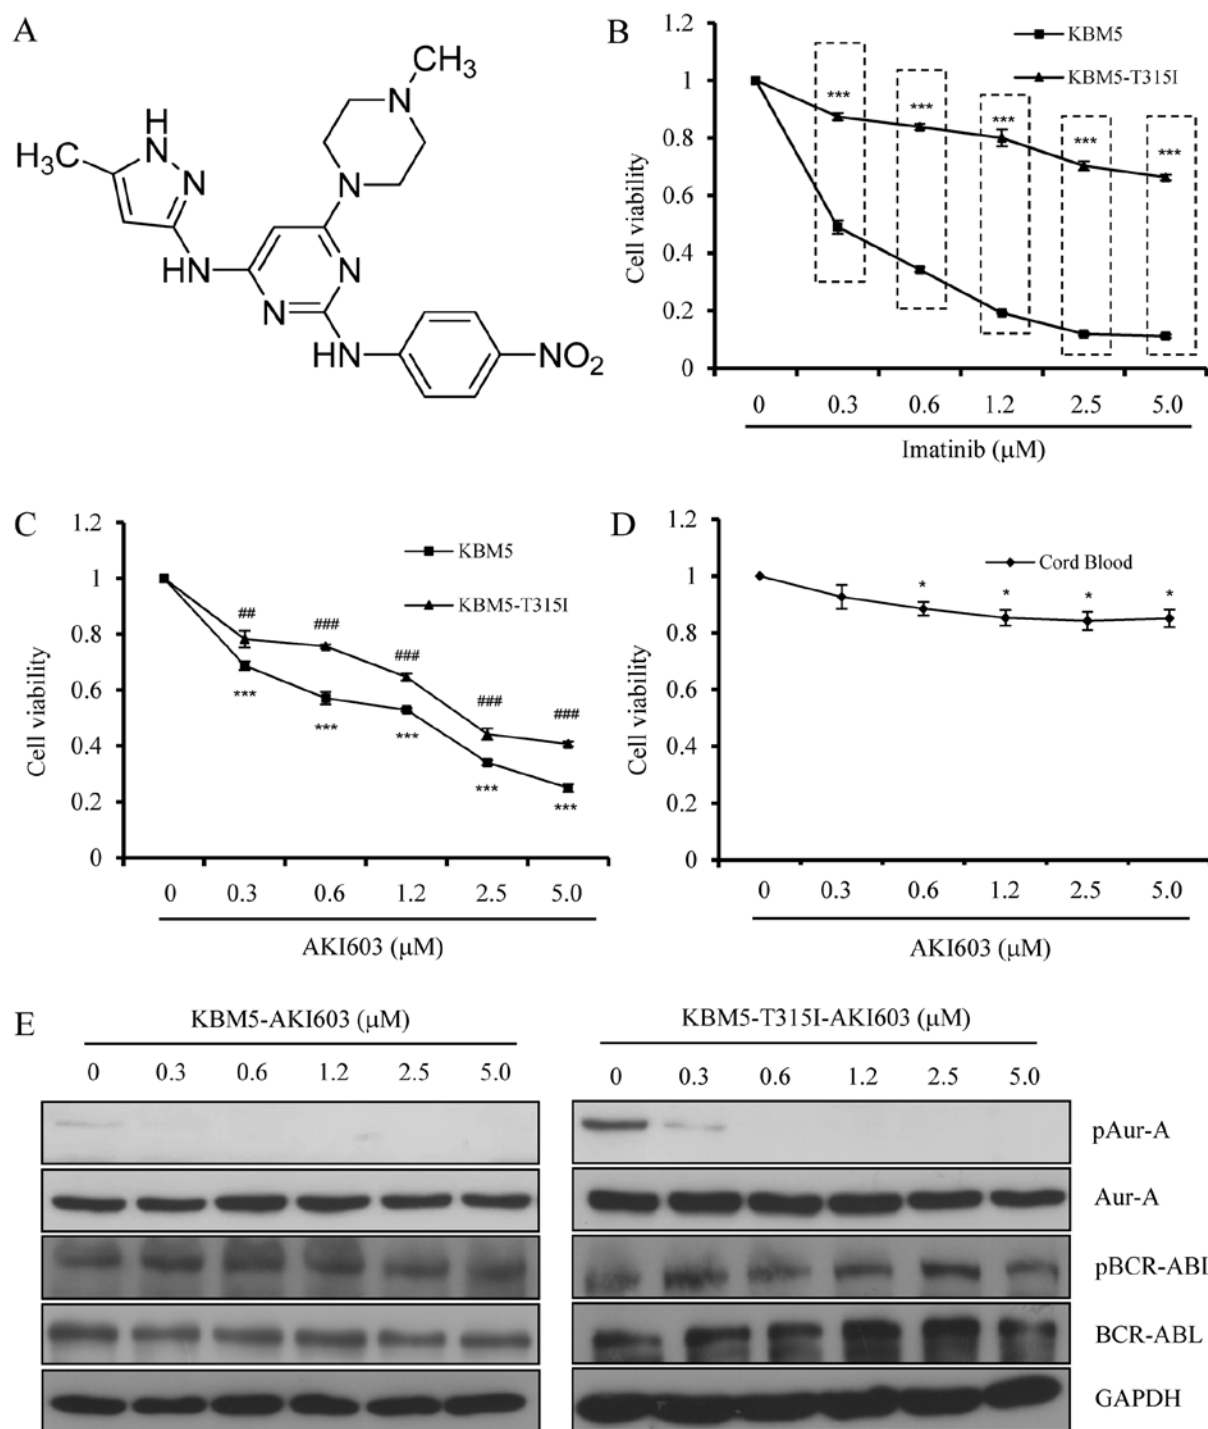 A
CH3
H
N
H3C
N
N
N
HN
N
N
HN
NO2
B
KBM5
KBM5-T315I
1.2
1
0.8
0.6
0.4
0.2
0
Cell viability
*** *** *** *** ***
0 0.3 0.6 1.2 2.5 5.0
Imatinib (μM)
C
KBM5
KBM5-T315I
1.2
1
0.8
0.6
0.4
0.2
0
Cell viability
## ### ### ### ###
*** *** *** *** ***
0 0.3 0.6 1.2 2.5 5.0
AKI603 (μM)
D
Cord Blood
1.2
1
0.8
0.6
0.4
0.2
0
Cell viability
* * * *
0 0.3 0.6 1.2 2.5 5.0
AKI603 (μM)
E
KBM5-AKI603 (μM)
0 0.3 0.6 1.2 2.5 5.0
KBM5-T315I-AKI603 (μM)
0 0.3 0.6 1.2 2.5 5.0
pAur-A
Aur-A
pBCR-ABL
BCR-ABL
GAPDH